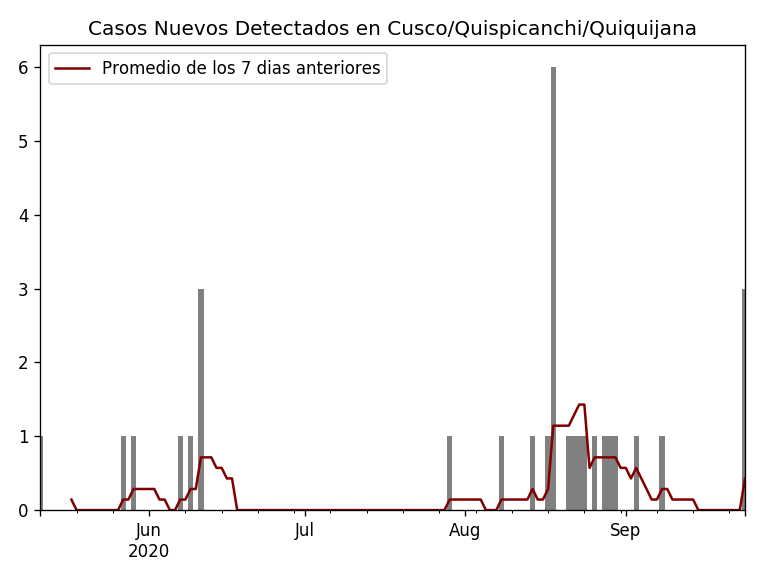 Casos Nuevos Detectados en Cusco/Quispicanchi/Quiquijana
Promedio de los 7 dias anteriores
6
5
4
3
2
1
0
Jun Jul Aug Sep
2020